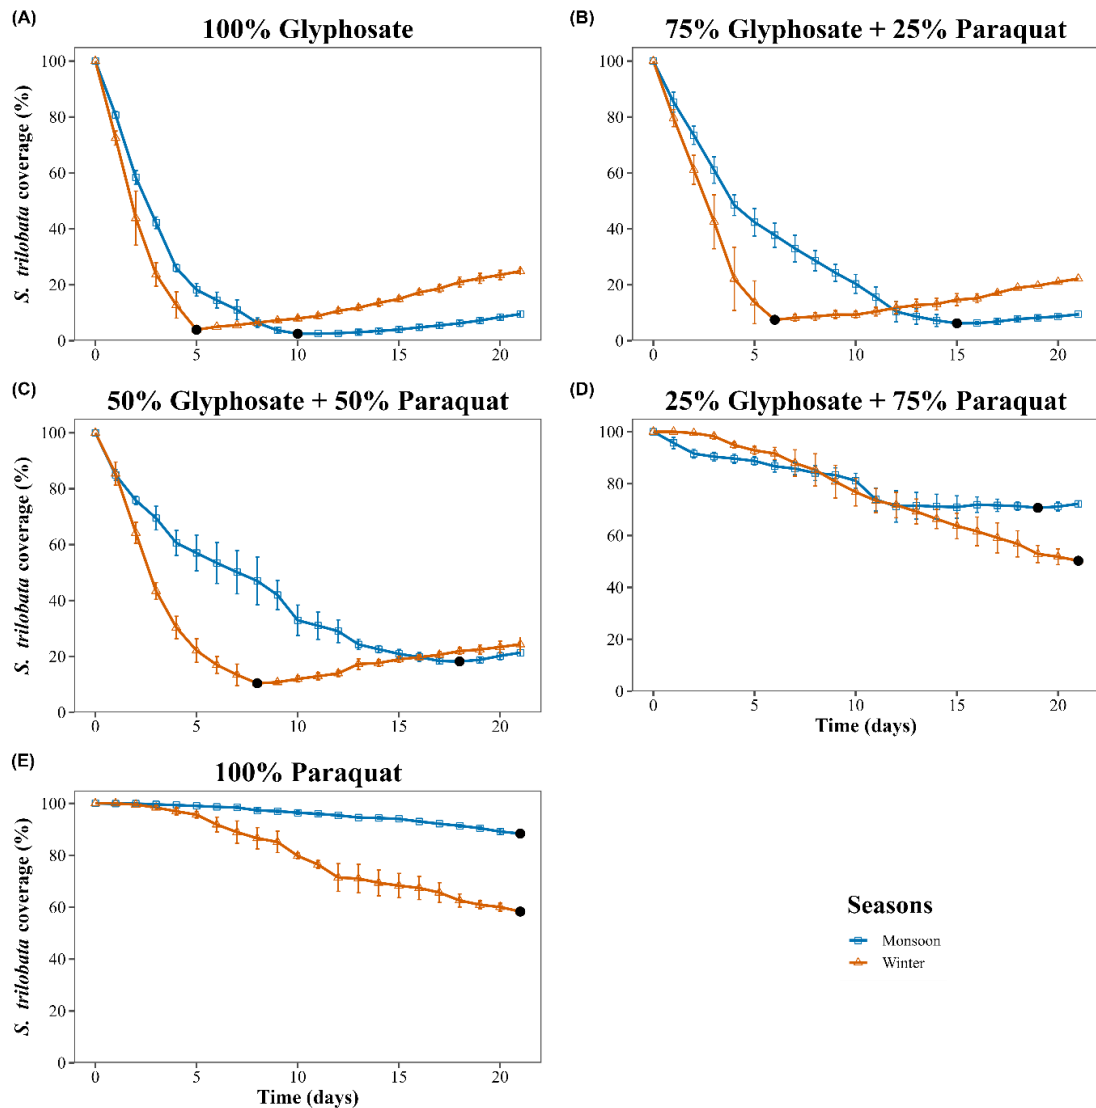 (A)
100% Glyphosate
S. trilobata coverage (%)
100
80
60
40
20
0
0 5 10 15 20
(B)
75% Glyphosate + 25% Paraquat
100
80
60
40
20
0
0 5 10 15 20
(C)
50% Glyphosate + 50% Paraquat
S. trilobata coverage (%)
100
80
60
40
20
0
0 5 10 15 20
(D)
25% Glyphosate + 75% Paraquat
100
80
60
40
20
0
0 5 10 15 20
Time (days)
(E)
100% Paraquat
S. trilobata coverage (%)
100
80
60
40
20
0
0 5 10 15 20
Time (days)
Seasons
Monsoon
Winter